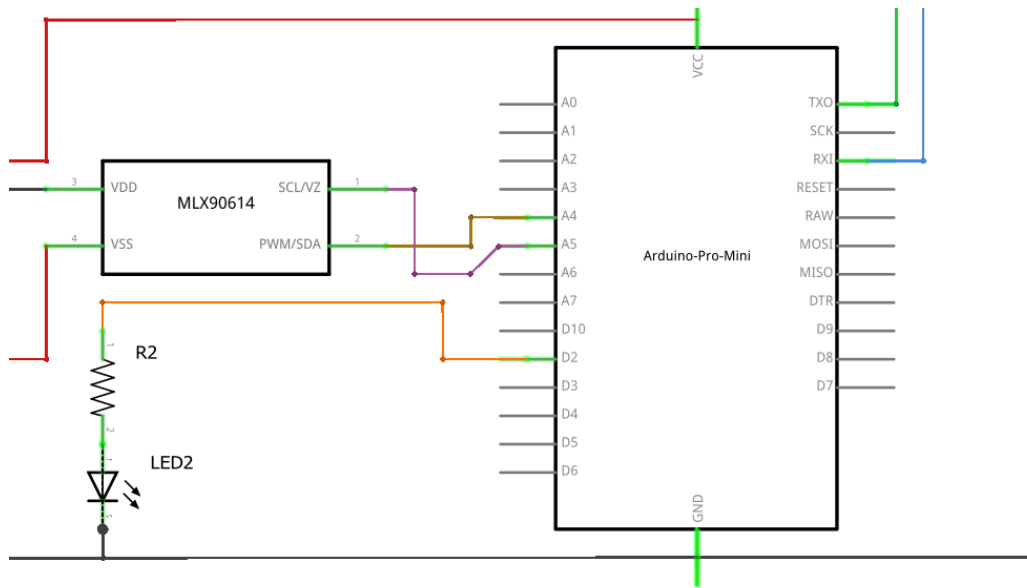 VCC
A0
TXO
A1
SCK
A2
RXI
3
VDD
SCL/VZ
1
A3
RESET
MLX90614
A4
RAW
4
VSS
PWM/SDA
2
A5
MOSI
Arduino-Pro-Mini
A6
MISO
A7
DTR
D10
D9
1
R2
D2
D8
D3
D7
D4
2
D5
LED2
D6
GND